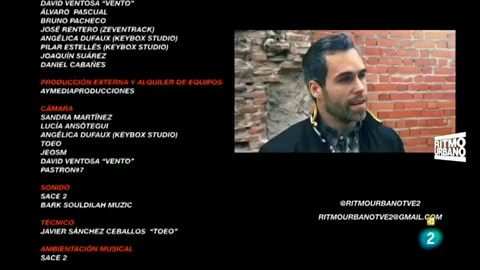 DAVID VENTOSA "VENTO"
ÁLVARO PASCUAL
BRUNO PACHECO
JOSÉ RENTERO (ZEVENTRACK)
ANGÉLICA DUFAUX (KEYBOX STUDIO)
PILAR ESTELLÉS (KEYBOX STUDIO)
JOAQUÍN SUÁREZ
DANIEL CABAÑES
PRODUCCIÓN EXTERNA Y ALQUILER DE EQUIPOS
AYMEDIAPRODUCCIONES
CÁMARA
SANDRA MARTÍNEZ
LUCÍA ANSÓTEGUI
ANGÉLICA DUFAUX (KEYBOX STUDIO)
TOEO
JEOSM
DAVID VENTOSA "VENTO"
PASTRON#7
SONIDO
SACE 2
BARK SOULDILAH MUZIC
TÉCNICO
JAVIER SÁNCHEZ CEBALLOS "TOEO"
AMBIENTACIÓN MUSICAL
SACE 2
RITMO
URBANO
@RITMOURBANOTVE2
RITMOURBANOTVE2@GMAIL.COM
2